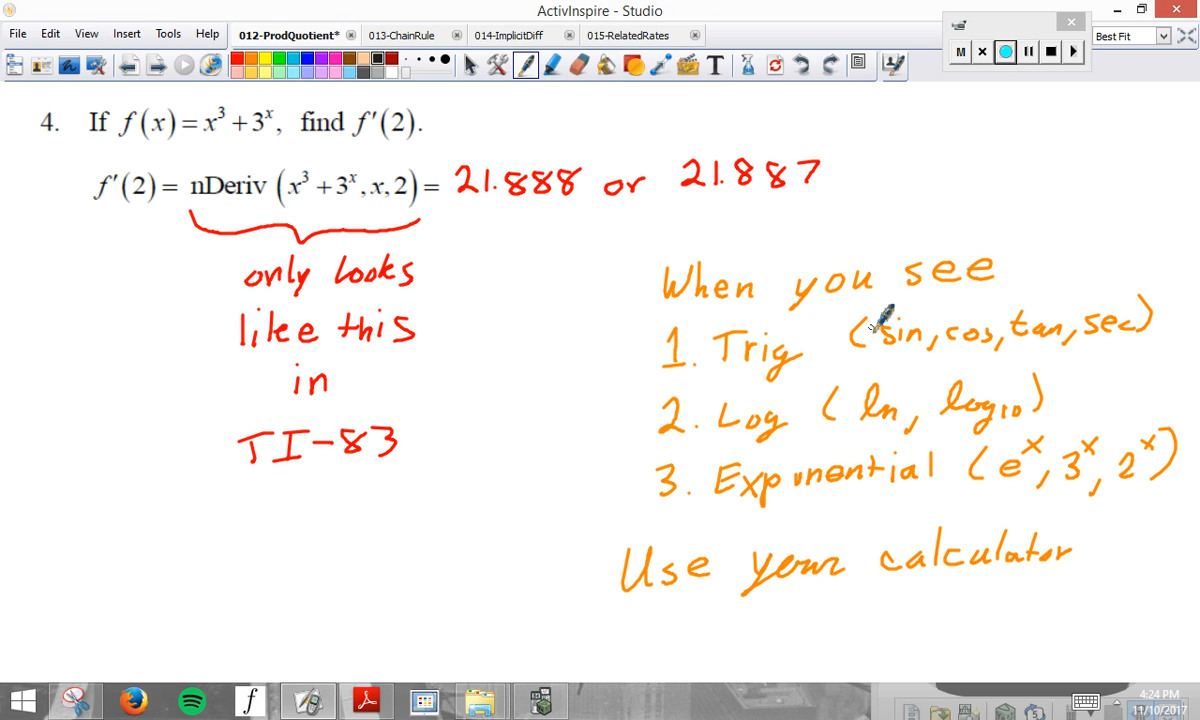 ActivInspire - Studio
File Edit View Insert Tools Help
012-ProdQuotient* 013-ChainRule 014-ImplicitDiff 015-RelatedRates
M
Best Fit
4. If f(x) = x³ + 3ˣ, find f′(2).
f′(2) = nDeriv (x³ + 3ˣ, x, 2) = 21.888 or 21.887
only looks
like this
in
TI-83
When you see
1. Trig (sin, cos, tan, sec)
2. Log (ln, log₁₀)
3. Exponential (eˣ, 3ˣ, 2ˣ)
Use your calculator
4:24 PM
11/10/2017